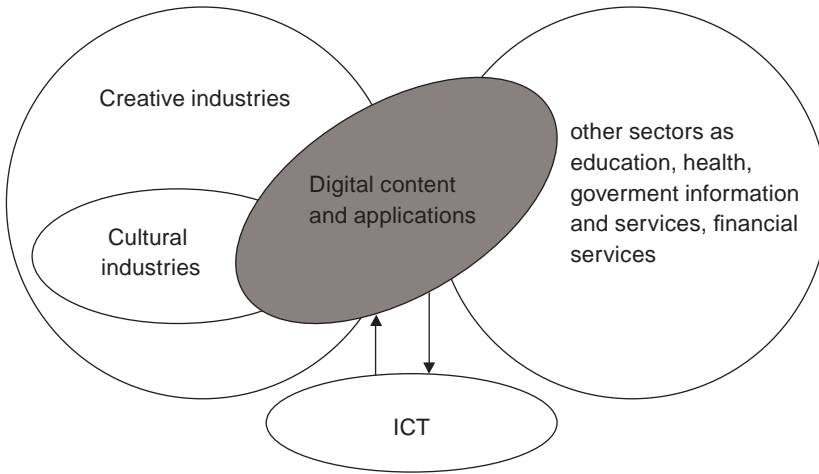 Creative industries
Cultural
industries
Digital content
and applications
other sectors as
education, health,
goverment information
and services, financial
services
ICT